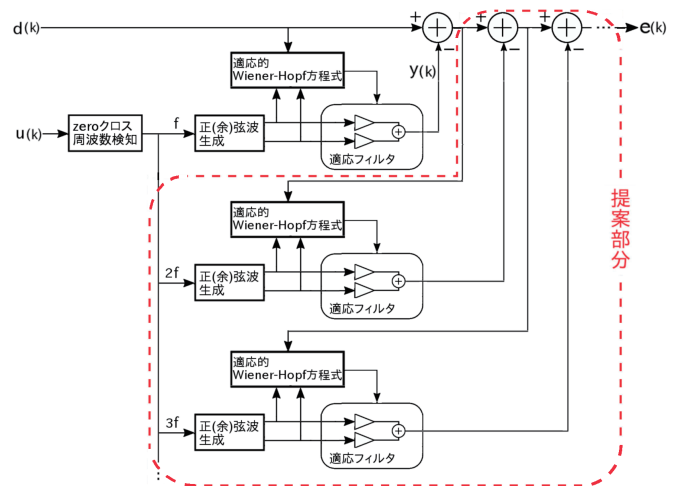 d(k)
+
−
+
−
+
−
e(k)
適応的
Wiener-Hopf方程式
y(k)
u(k)
zeroクロス
周波数検知
f
正(余)弦波
生成
適応フィルタ
提案部分
適応的
Wiener-Hopf方程式
2f
正(余)弦波
生成
適応フィルタ
適応的
Wiener-Hopf方程式
3f
正(余)弦波
生成
適応フィルタ